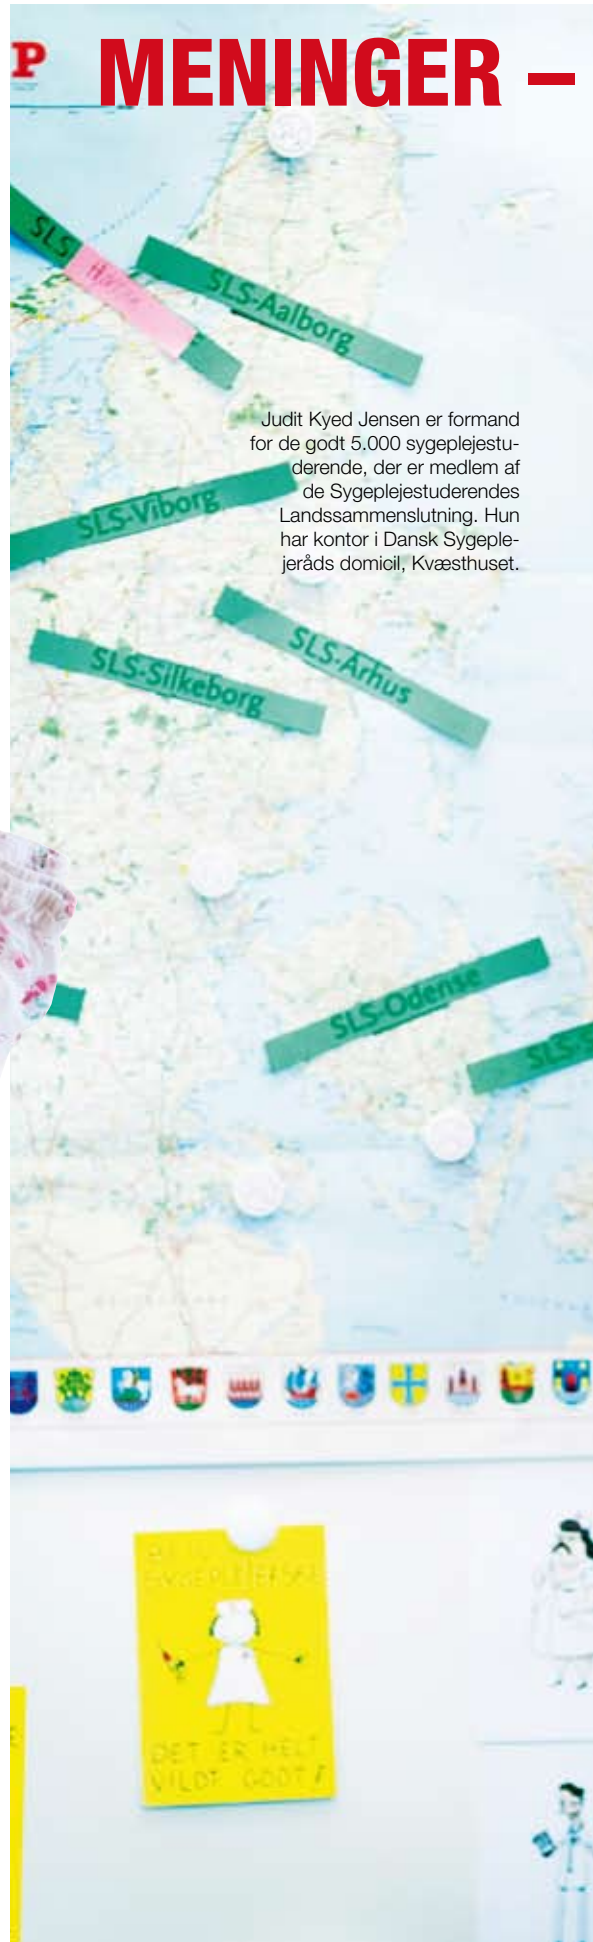 P
MENINGER –
SLS
SLS-Aalborg
Judit Kyed Jensen er formand
for de godt 5.000 sygeplejestu-
derende, der er medlem af
de Sygeplejestuderendes
Landssammenslutning. Hun
har kontor i Dansk Sygeple-
jeråds domicil, Kvæsthuset.
SLS-Viborg
SLS-Århus
SLS-Silkeborg
SLS-Odense
SLS-S
DET ER HELT
VILDT GODT!